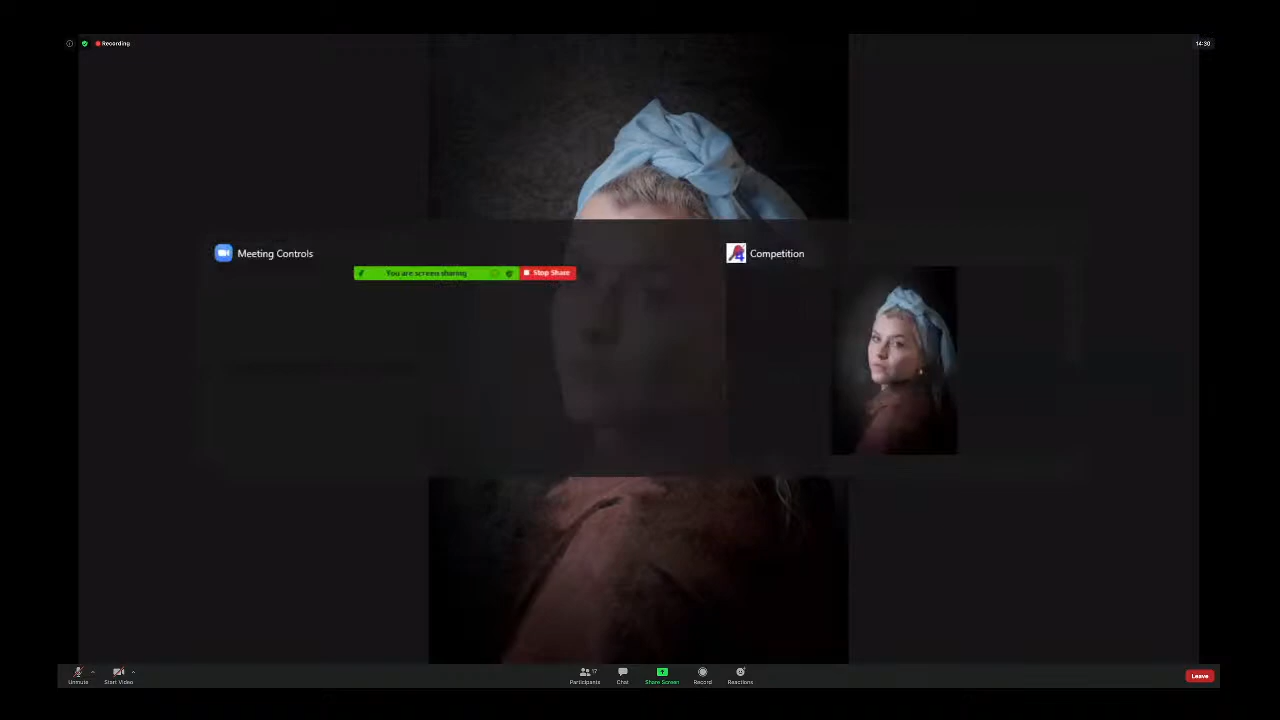 Recording
14:30
Meeting Controls
Competition
You are screen sharing
Stop Share
Unmute
Start Video
Participants
17
Chat
Share Screen
Record
Reactions
Leave